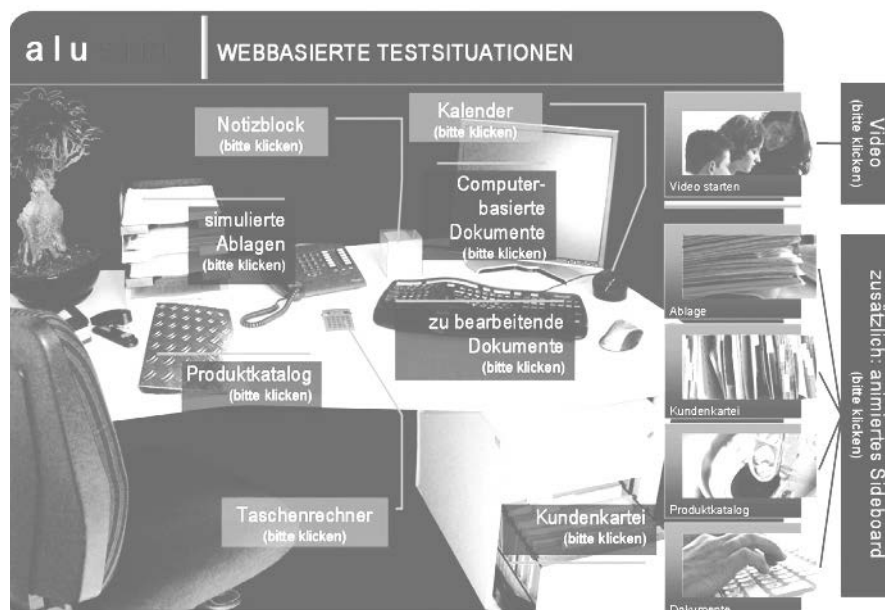 alu
WEBBASIERTE TESTSITUATIONEN
Notizblock
(bitte klicken)
Kalender
(bitte klicken)
simulierte
Ablagen
(bitte klicken)
Computer-
basierte
Dokumente
(bitte klicken)
zu bearbeitende
Dokumente
(bitte klicken)
Produktkatalog
(bitte klicken)
Taschenrechner
(bitte klicken)
Kundenkartei
(bitte klicken)
Video starten
Ablage
Kundenkartei
Produktkatalog
Dokumente
Video
(bitte klicken)
zusätzlich: animiertes Sideboard
(bitte klicken)